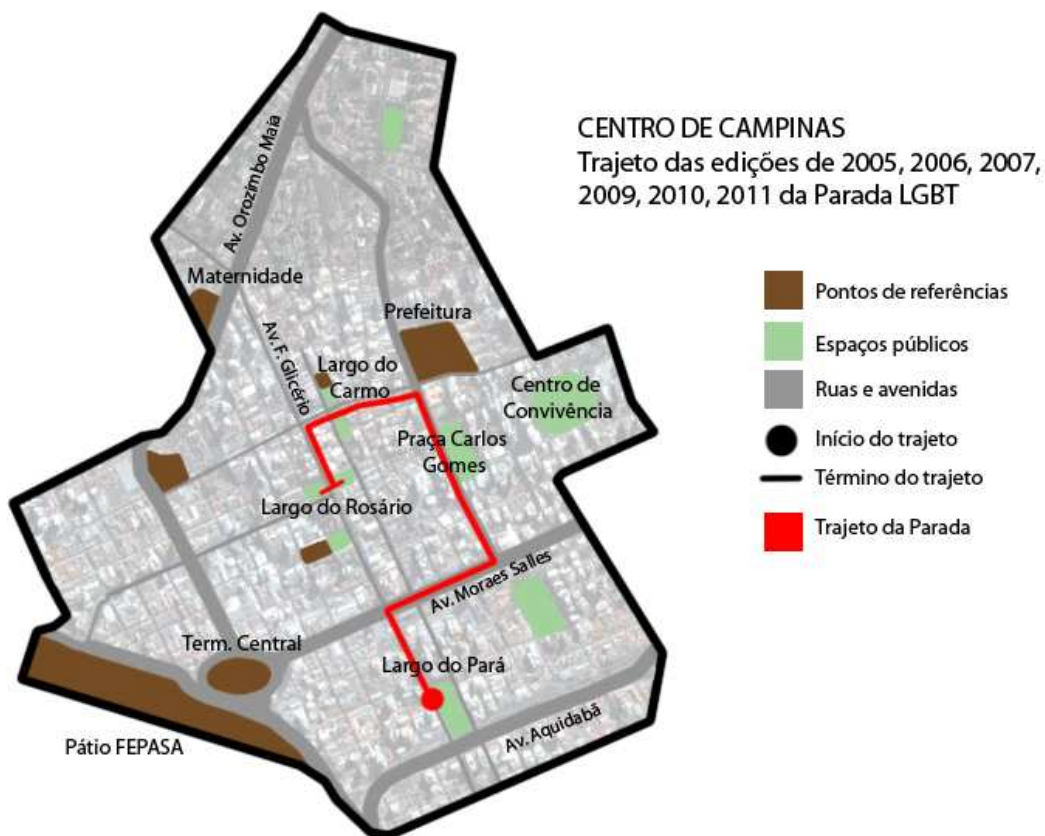 CENTRO DE CAMPINAS
Trajeto das edições de 2005, 2006, 2007,
2009, 2010, 2011 da Parada LGBT
Pontos de referências
Espaços públicos
Ruas e avenidas
Início do trajeto
Término do trajeto
Trajeto da Parada
Av. Orozimbo Maia
Maternidade
Prefeitura
Av. F. Glicério
Largo do
Carmo
Centro de
Convivência
Praça Carlos
Gomes
Largo do Rosário
Av. Moraes Salles
Term. Central
Largo do Pará
Av. Aquidabã
Pátio FEPASA